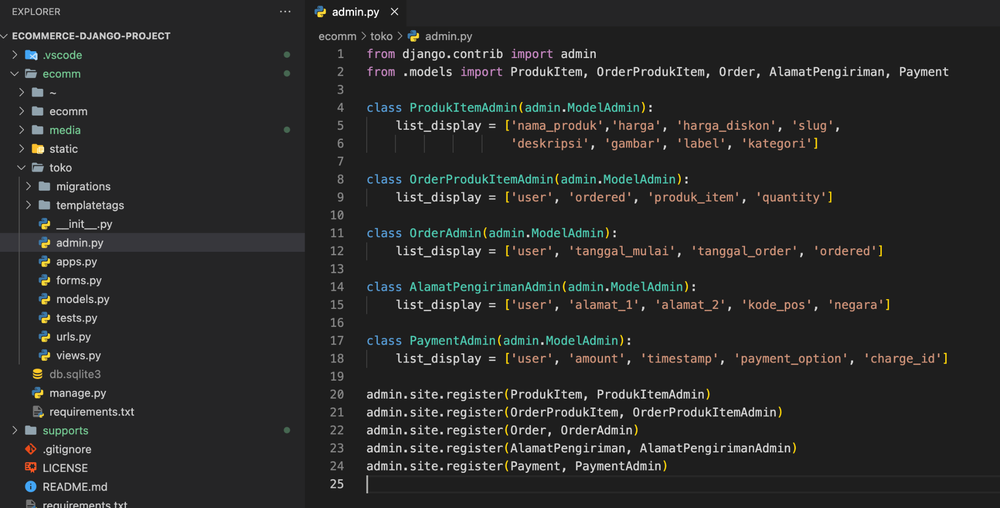 EXPLORER
ECOMMERCE-DJANGO-PROJECT
.vscode
ecomm
~
ecomm
media
static
toko
migrations
templatetags
__init__.py
admin.py
apps.py
forms.py
models.py
tests.py
urls.py
views.py
db.sqlite3
manage.py
requirements.txt
supports
.gitignore
LICENSE
README.md
requirements.txt
admin.py
ecomm > toko > admin.py
1 from django.contrib import admin
2 from .models import ProdukItem, OrderProdukItem, Order, AlamatPengiriman, Payment
3
4 class ProdukItemAdmin(admin.ModelAdmin):
5     list_display = ['nama_produk','harga', 'harga_diskon', 'slug',
6                     'deskripsi', 'gambar', 'label', 'kategori']
7
8 class OrderProdukItemAdmin(admin.ModelAdmin):
9     list_display = ['user', 'ordered', 'produk_item', 'quantity']
10
11 class OrderAdmin(admin.ModelAdmin):
12     list_display = ['user', 'tanggal_mulai', 'tanggal_order', 'ordered']
13
14 class AlamatPengirimanAdmin(admin.ModelAdmin):
15     list_display = ['user', 'alamat_1', 'alamat_2', 'kode_pos', 'negara']
16
17 class PaymentAdmin(admin.ModelAdmin):
18     list_display = ['user', 'amount', 'timestamp', 'payment_option', 'charge_id']
19
20 admin.site.register(ProdukItem, ProdukItemAdmin)
21 admin.site.register(OrderProdukItem, OrderProdukItemAdmin)
22 admin.site.register(Order, OrderAdmin)
23 admin.site.register(AlamatPengiriman, AlamatPengirimanAdmin)
24 admin.site.register(Payment, PaymentAdmin)
25